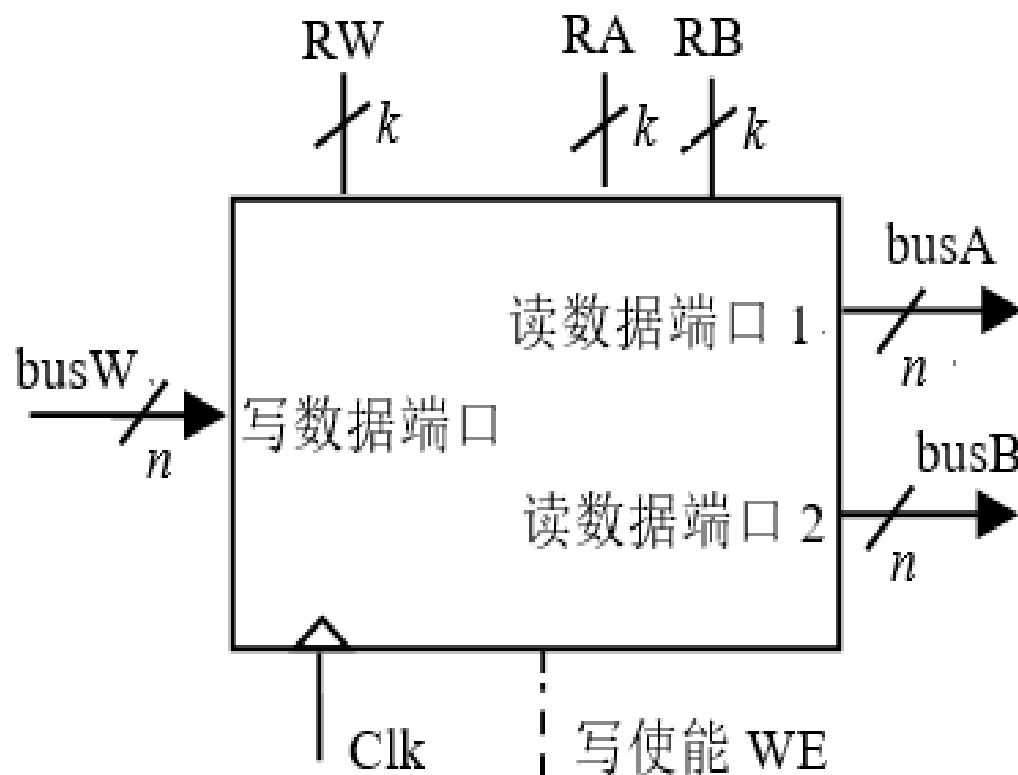 RW RA RB
k k k
busA
读数据端口 1
n
busW
写数据端口
n
busB
读数据端口 2
n
Clk 写使能 WE